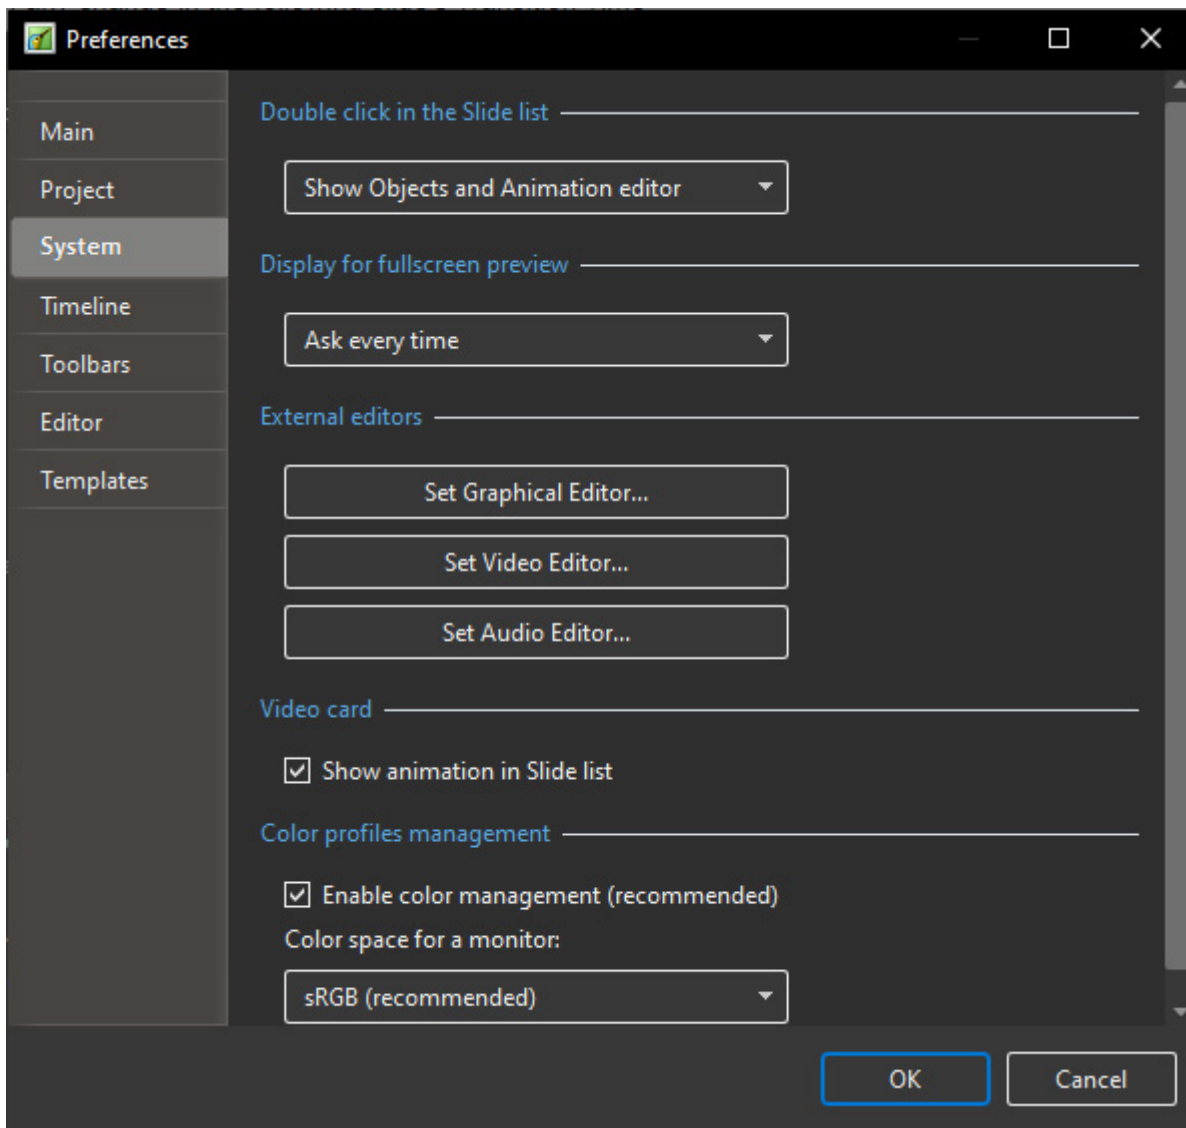 Preferences
Main
Project
System
Timeline
Toolbars
Editor
Templates
Double click in the Slide list
Show Objects and Animation editor
Display for fullscreen preview
Ask every time
External editors
Set Graphical Editor...
Set Video Editor...
Set Audio Editor...
Video card
Show animation in Slide list
Color profiles management
Enable color management (recommended)
Color space for a monitor:
sRGB (recommended)
OK
Cancel